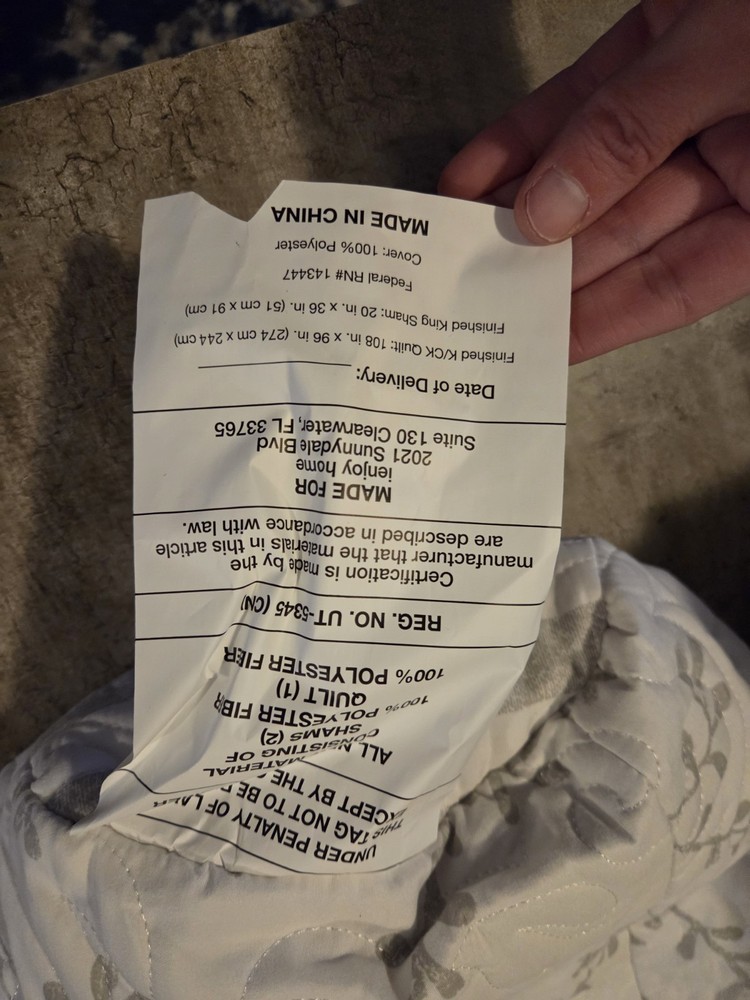 UNDER PENALTY OF LAW
THIS TAG NOT TO BE
EXCEPT BY THE
ALL MATERIAL
CONSISTING OF
SHAMS (2)
100% POLYESTER FIBER
QUILT (1)
100% POLYESTER FIBER
REG. NO. UT-5345 (CN)
Certification is made by the
manufacturer that the materials in this article
are described in accordance with law.
MADE FOR
ienjoy home
2021 Sunnydale Blvd
Suite 130 Clearwater, FL 33765
Date of Delivery:
Finished K/CK Quilt: 108 in. x 96 in. (274 cm x 244 cm)
Finished King Sham: 20 in. x 36 in. (51 cm x 91 cm)
Federal RN# 143447
Cover: 100% Polyester
MADE IN CHINA